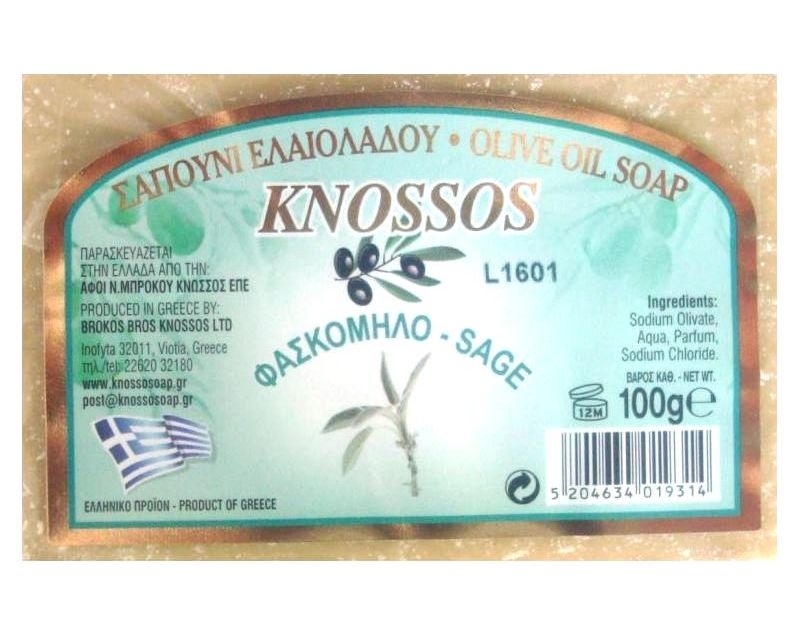 ΣΑΠΟΥΝΙ ΕΛΑΙΟΛΑΔΟΥ • OLIVE OIL SOAP
KNOSSOS
ΠΑΡΑΣΚΕΥΑΖΕΤΑΙ
ΣΤΗΝ ΕΛΛΑΔΑ ΑΠΟ ΤΗΝ:
ΑΦΟΙ Ν.ΜΠΡΟΚΟΥ ΚΝΩΣΣΟΣ ΕΠΕ
PRODUCED IN GREECE BY:
BROKOS BROS KNOSSOS LTD
Inofyta 32011, Viotia, Greece
τηλ./tel: 22620 32180
www.knossosoap.gr
post@knossosoap.gr
ΕΛΛΗΝΙΚΟ ΠΡΟΪΟΝ - PRODUCT OF GREECE
L1601
ΦΑΣΚΟΜΗΛΟ - SAGE
Ingredients:
Sodium Olivate,
Aqua, Parfum,
Sodium Chloride.
ΒΑΡΟΣ ΚΑΘ. - NET WT.
12M
100g℮
5 204634 019314